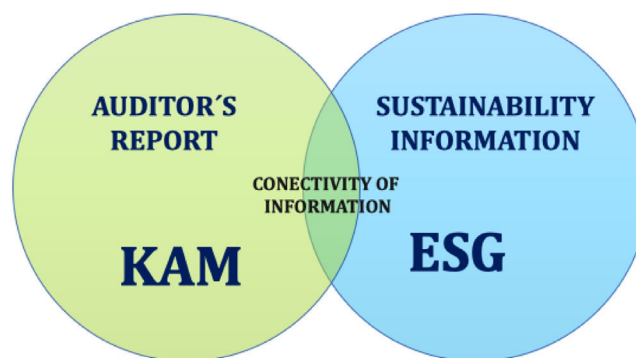 AUDITOR´S
REPORT
KAM
CONECTIVITY OF
INFORMATION
SUSTAINABILITY
INFORMATION
ESG